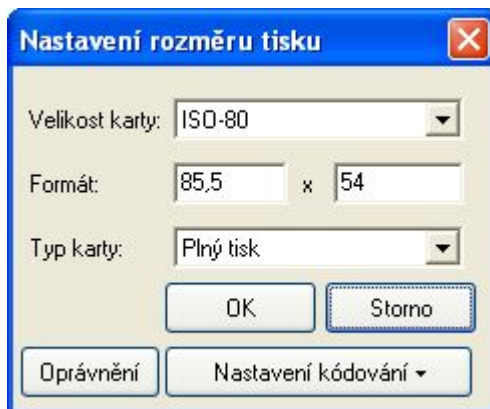 Nastavení rozměru tisku
Velikost karty: ISO-80
Formát: 85,5 x 54
Typ karty: Plný tisk
OK Storno
Oprávnění Nastavení kódování